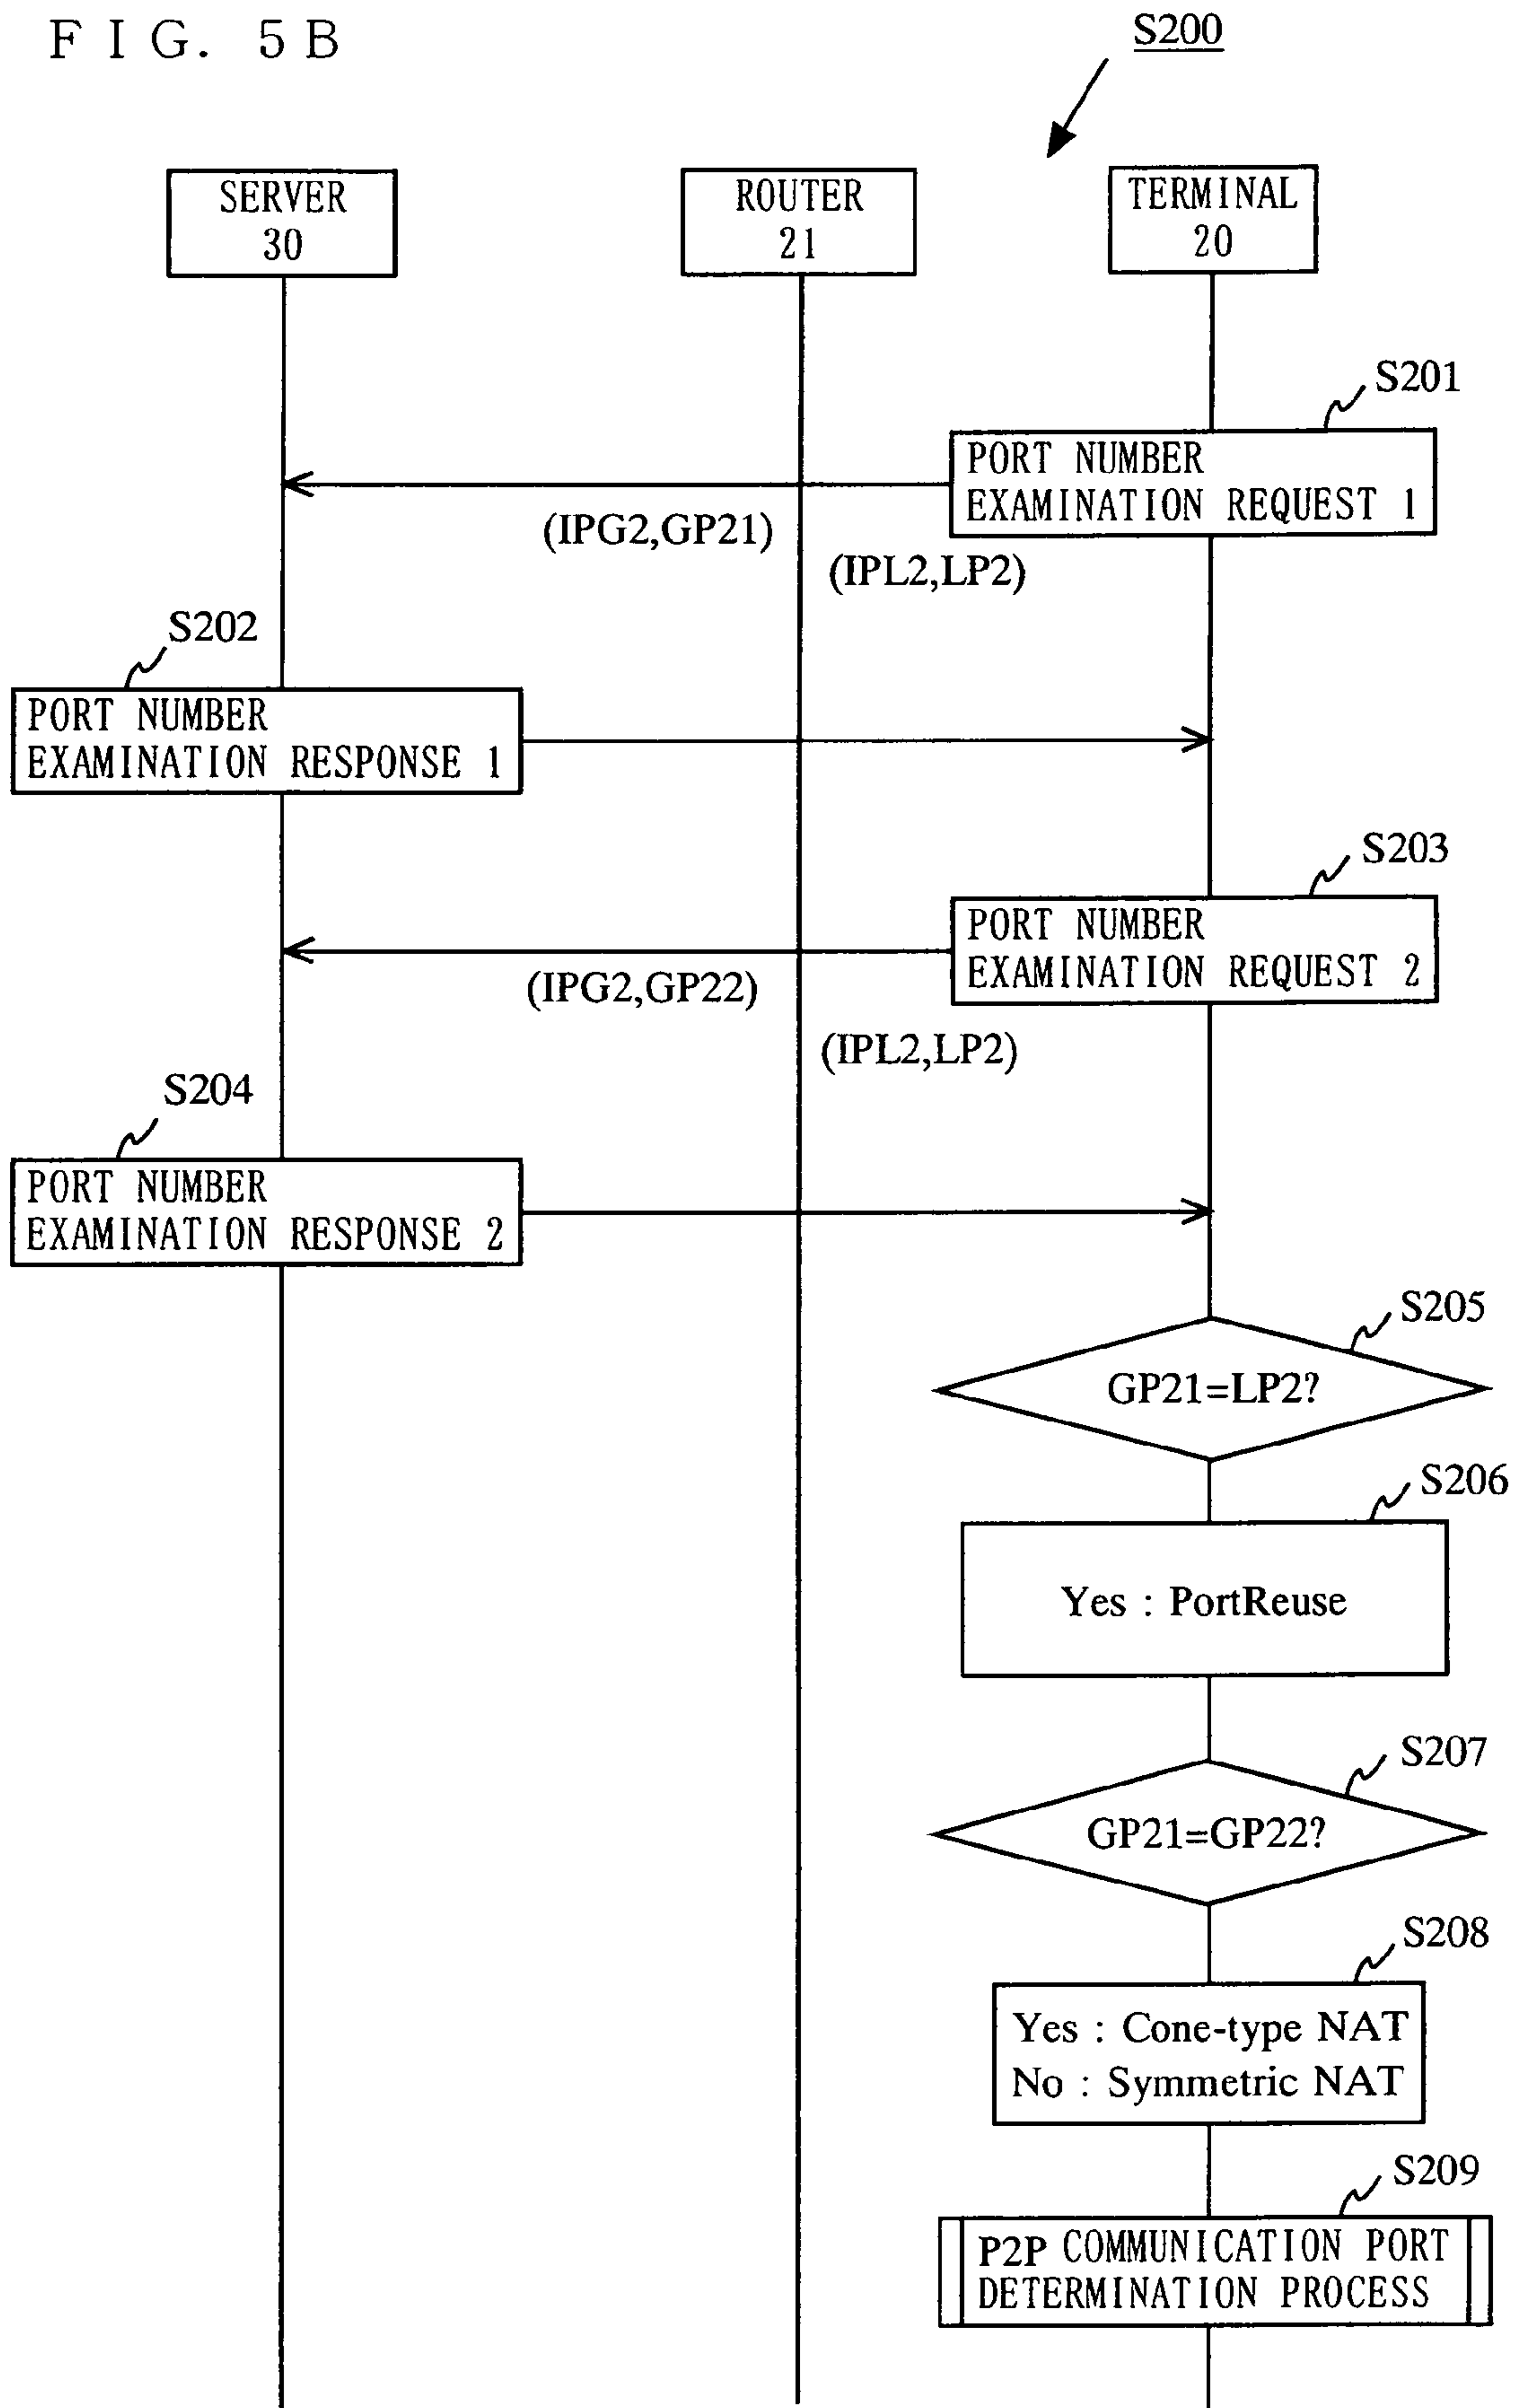 FIG. 5B
S200
SERVER
30
ROUTER
21
TERMINAL
20
S201
PORT NUMBER
EXAMINATION REQUEST 1
(IPG2,GP21)
(IPL2,LP2)
S202
PORT NUMBER
EXAMINATION RESPONSE 1
S203
PORT NUMBER
EXAMINATION REQUEST 2
(IPG2,GP22)
(IPL2,LP2)
S204
PORT NUMBER
EXAMINATION RESPONSE 2
S205
GP21=LP2?
S206
Yes : PortReuse
S207
GP21=GP22?
S208
Yes : Cone-type NAT
No : Symmetric NAT
S209
P2P COMMUNICATION PORT
DETERMINATION PROCESS